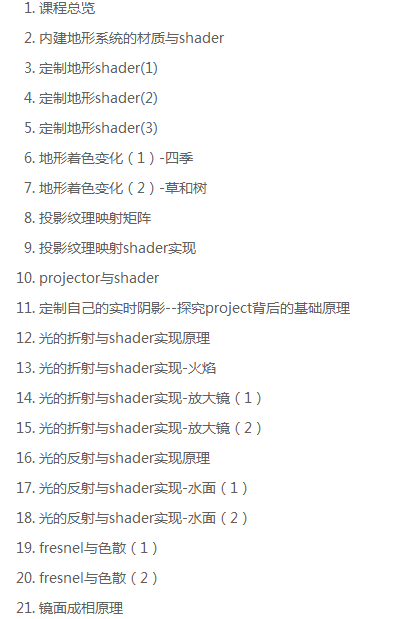 1. 课程总览
2. 内建地形系统的材质与shader
3. 定制地形shader(1)
4. 定制地形shader(2)
5. 定制地形shader(3)
6. 地形着色变化（1）-四季
7. 地形着色变化（2）-草和树
8. 投影纹理映射矩阵
9. 投影纹理映射shader实现
10. projector与shader
11. 定制自己的实时阴影--探究project背后的基础原理
12. 光的折射与shader实现原理
13. 光的折射与shader实现-火焰
14. 光的折射与shader实现-放大镜（1）
15. 光的折射与shader实现-放大镜（2）
16. 光的反射与shader实现原理
17. 光的反射与shader实现-水面（1）
18. 光的反射与shader实现-水面（2）
19. fresnel与色散（1）
20. fresnel与色散（2）
21. 镜面成相原理